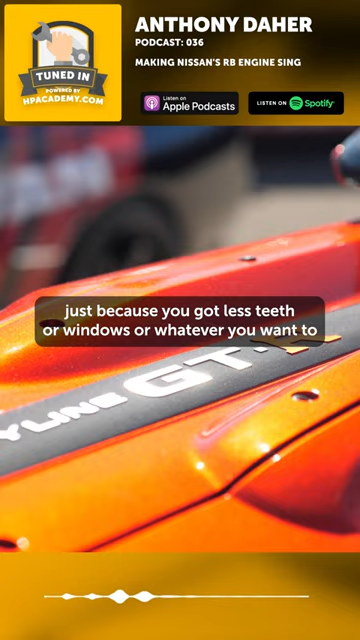 ANTHONY DAHER
PODCAST: 036
MAKING NISSAN'S RB ENGINE SING
TUNED IN
POWERED BY
HPACADEMY.COM
Listen on
Apple Podcasts
LISTEN ON
Spotify
just because you got less teeth
or windows or whatever you want to
YLINE GT-R